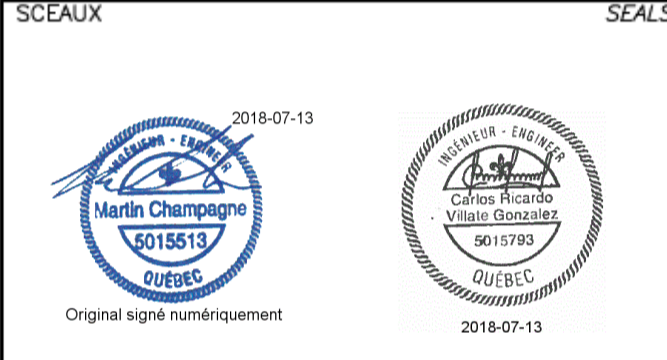 SCEAUX
SEALS
2018-07-13
INGÉNIEUR - ENGINEER
Martin Champagne
5015513
QUÉBEC
Original signé numériquement
INGÉNIEUR - ENGINEER
Carlos Ricardo
Villate Gonzalez
5015793
QUÉBEC
2018-07-13